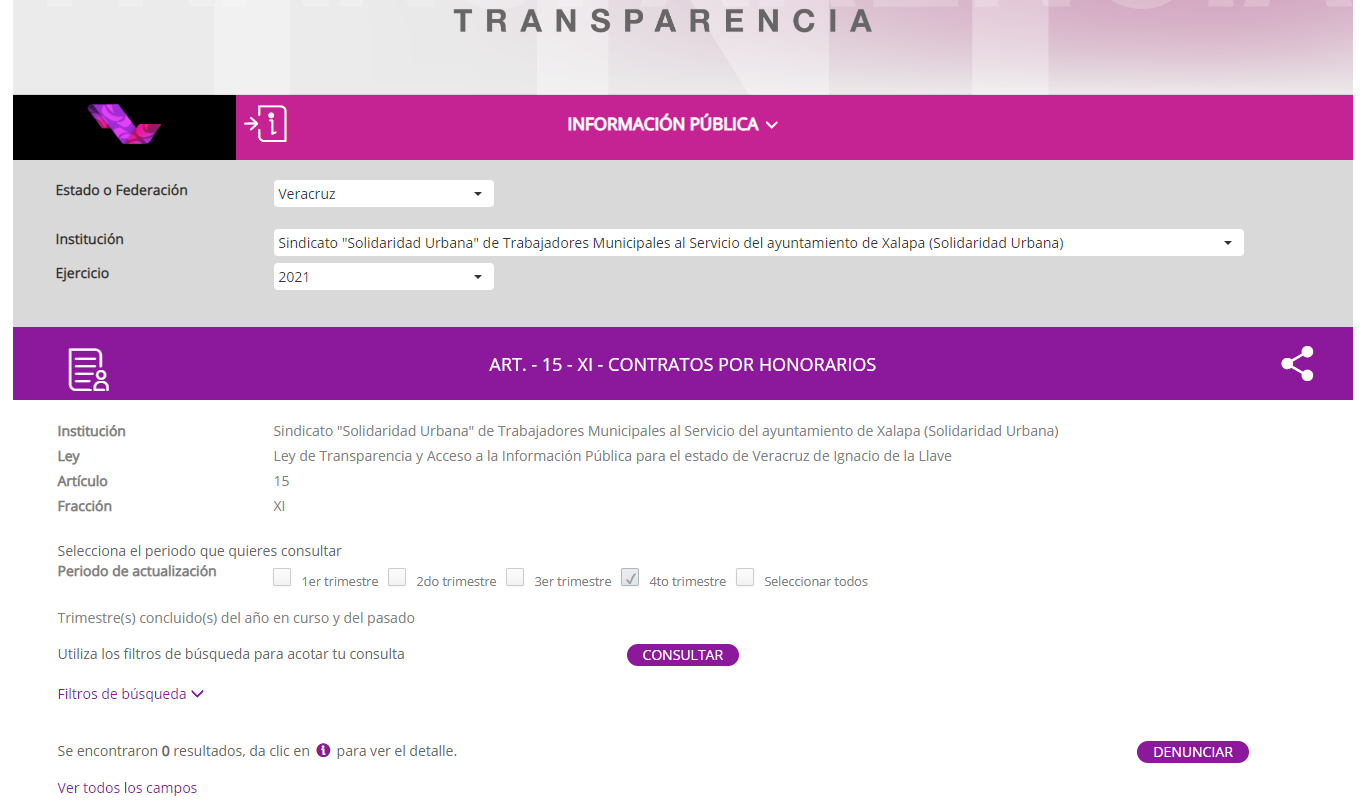 TRANSPARENCIA
INFORMACIÓN PÚBLICA
Estado o Federación
Veracruz
Institución
Sindicato "Solidaridad Urbana" de Trabajadores Municipales al Servicio del ayuntamiento de Xalapa (Solidaridad Urbana)
Ejercicio
2021
ART. - 15 - XI - CONTRATOS POR HONORARIOS
Institución Sindicato "Solidaridad Urbana" de Trabajadores Municipales al Servicio del ayuntamiento de Xalapa (Solidaridad Urbana)
Ley Ley de Transparencia y Acceso a la Información Pública para el estado de Veracruz de Ignacio de la Llave
Artículo 15
Fracción XI
Selecciona el periodo que quieres consultar
Periodo de actualización 1er trimestre 2do trimestre 3er trimestre 4to trimestre Seleccionar todos
Trimestre(s) concluido(s) del año en curso y del pasado
Utiliza los filtros de búsqueda para acotar tu consulta CONSULTAR
Filtros de búsqueda
Se encontraron 0 resultados, da clic en i para ver el detalle. DENUNCIAR
Ver todos los campos